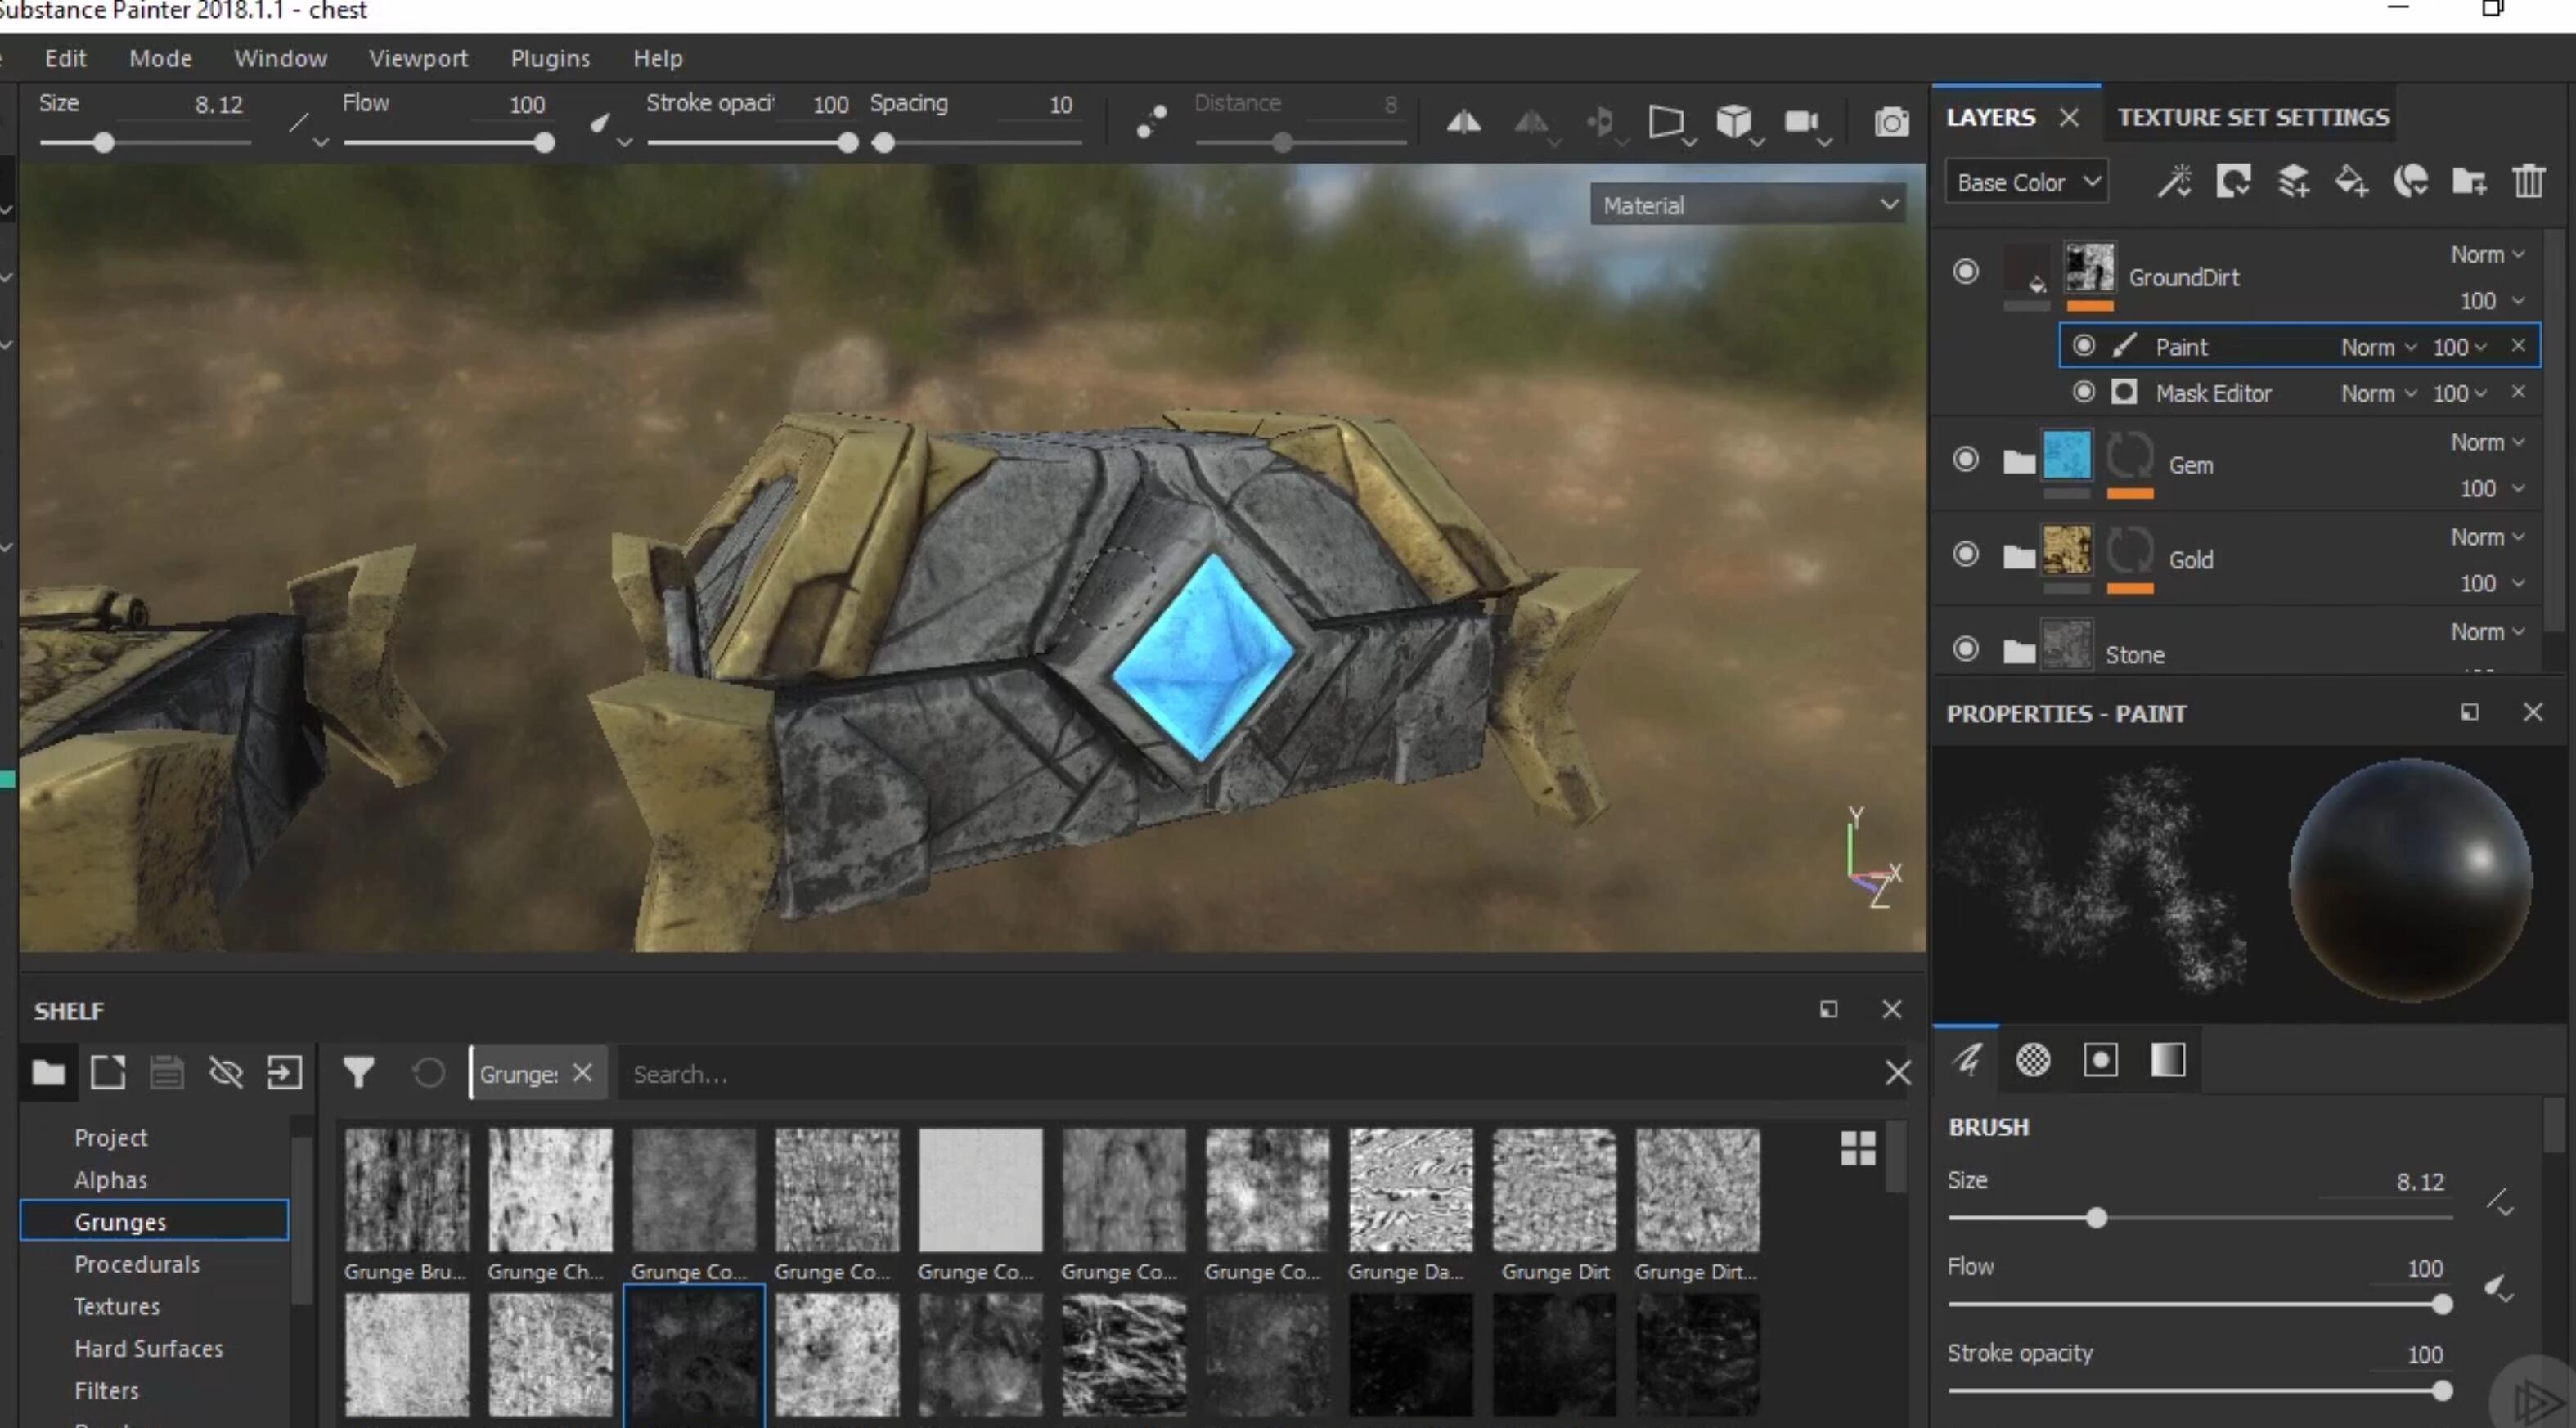 Substance Painter 2018.1.1 - chest
Edit Mode Window Viewport Plugins Help
Size 8.12 Flow 100 Stroke opaci 100 Spacing 10 Distance 8
LAYERS TEXTURE SET SETTINGS
Base Color
Material
Norm
GroundDirt
100
Paint Norm 100
Mask Editor Norm 100
Norm
Gem
100
Norm
Gold
100
Norm
Stone
PROPERTIES - PAINT
Y
X
Z
SHELF
Grunge: Search...
Project
Alphas
Grunges
Procedurals
Textures
Hard Surfaces
Filters
Grunge Bru... Grunge Ch... Grunge Co... Grunge Co... Grunge Co... Grunge Co... Grunge Co... Grunge Da... Grunge Dirt Grunge Dirt...
BRUSH
Size 8.12
Flow 100
Stroke opacity 100